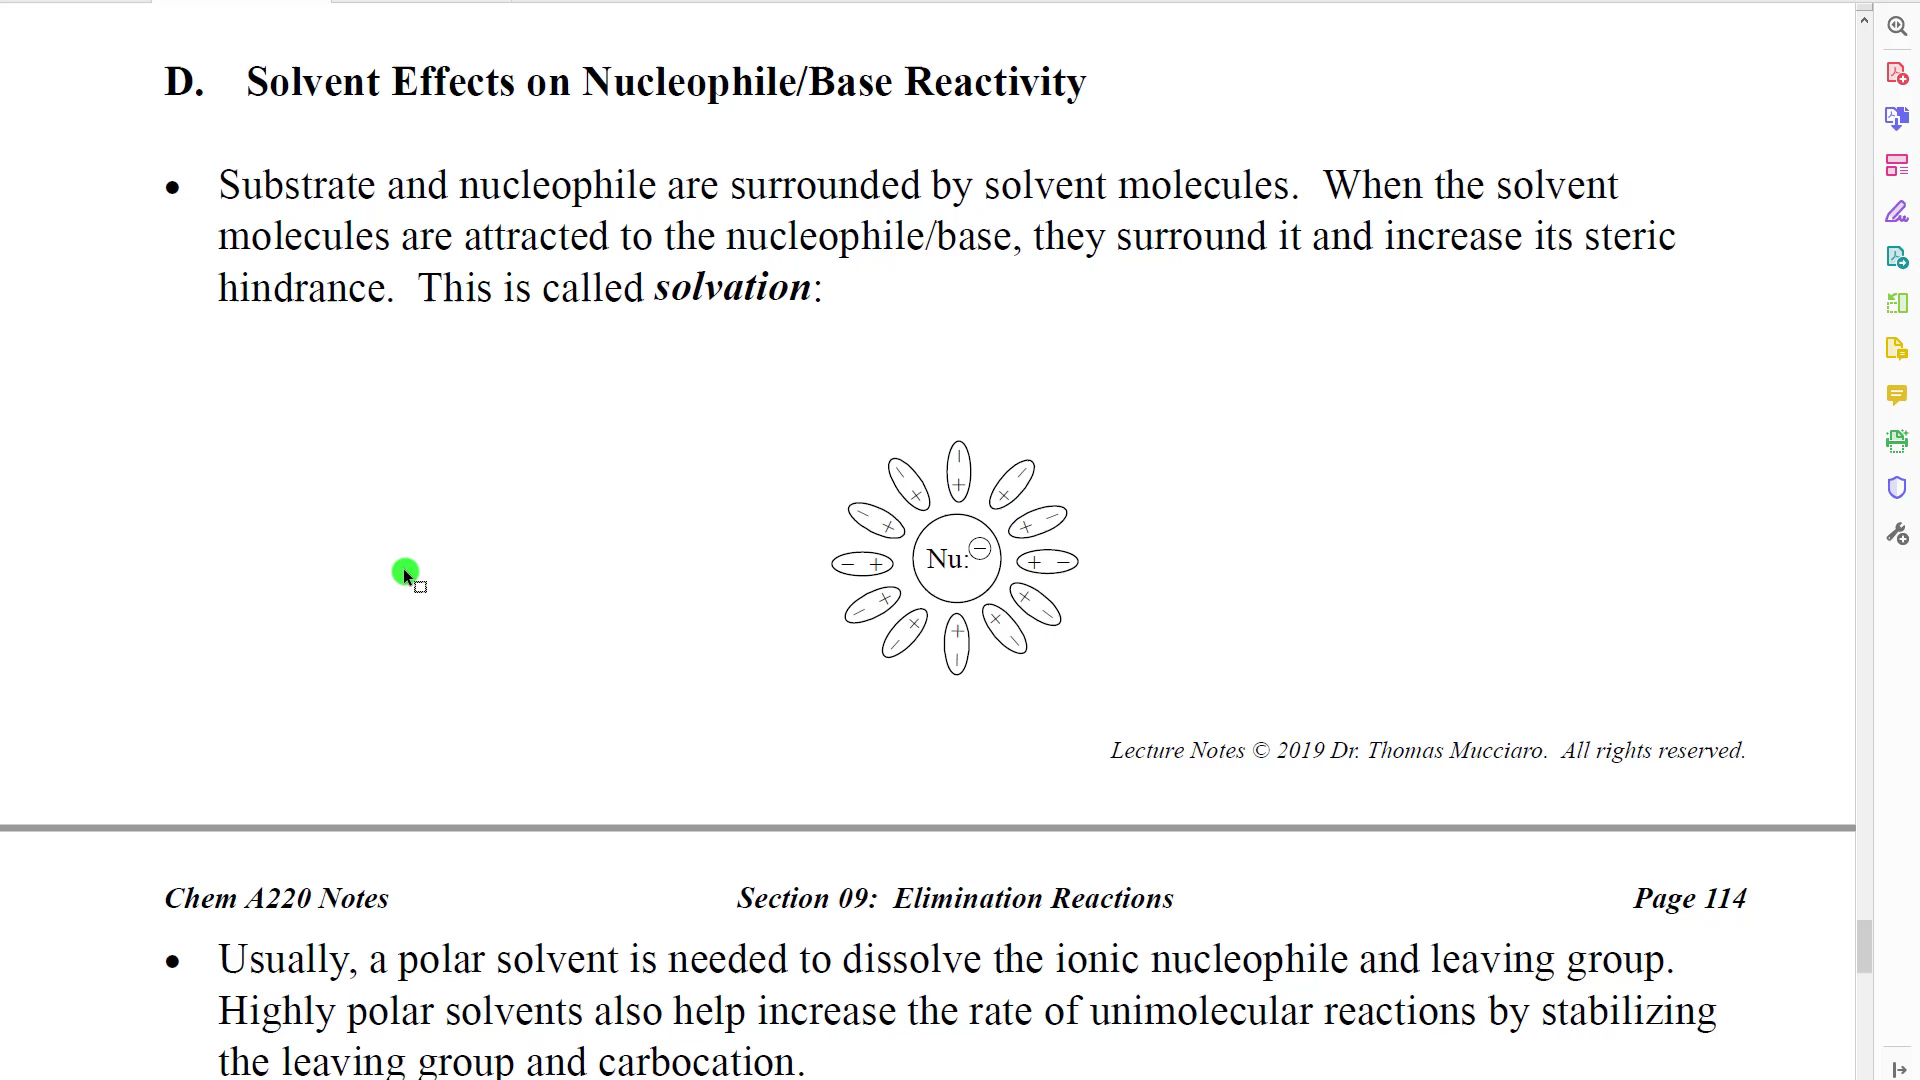 D. Solvent Effects on Nucleophile/Base Reactivity
• Substrate and nucleophile are surrounded by solvent molecules. When the solvent
molecules are attracted to the nucleophile/base, they surround it and increase its steric
hindrance. This is called solvation:
Nu:⊖
Lecture Notes © 2019 Dr. Thomas Mucciaro. All rights reserved.
Chem A220 Notes Section 09: Elimination Reactions Page 114
• Usually, a polar solvent is needed to dissolve the ionic nucleophile and leaving group.
Highly polar solvents also help increase the rate of unimolecular reactions by stabilizing
the leaving group and carbocation.